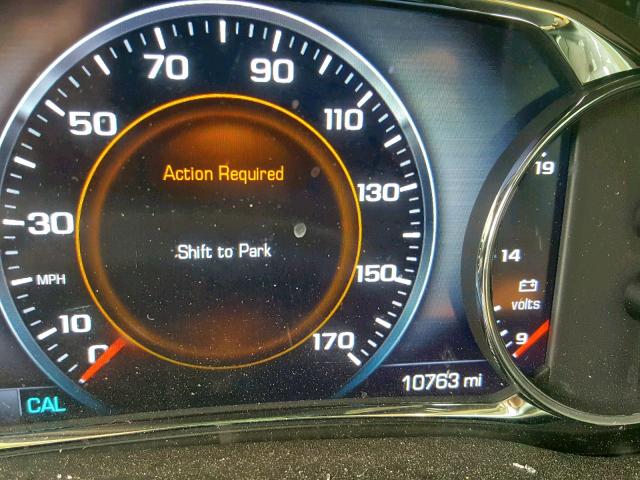 70
90
50
110
Action Required
19
130
30
Shift to Park
14
MPH
150
volts
10
170
9
0
10763 mi
CAL